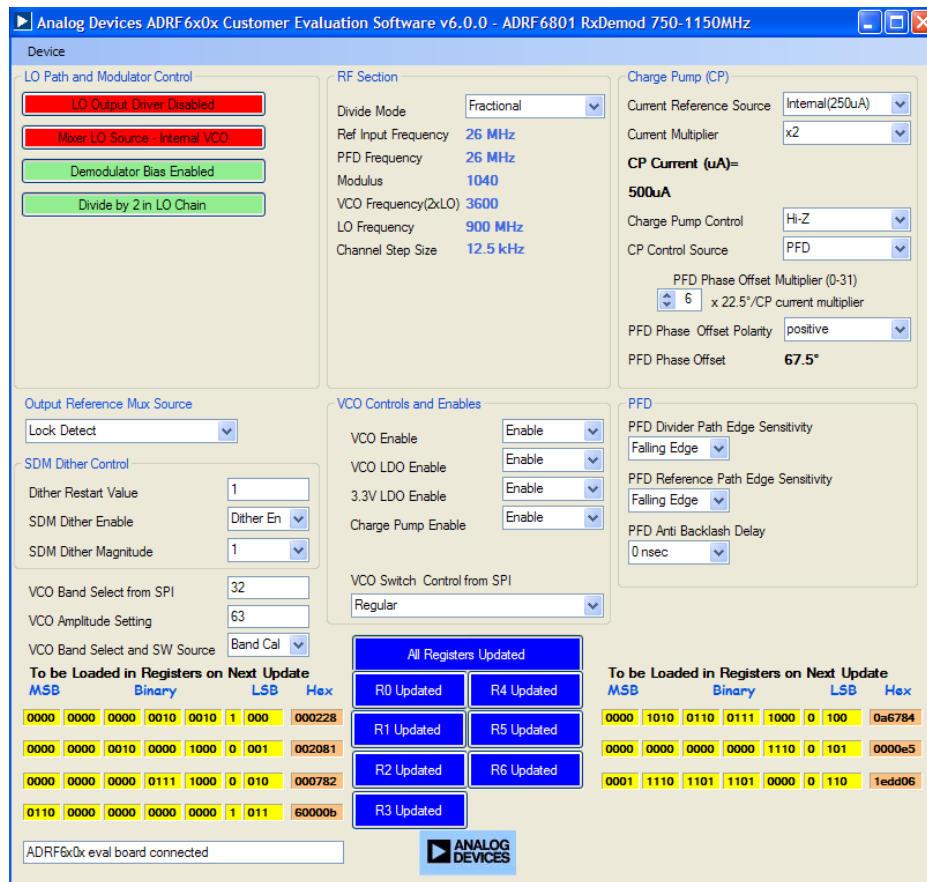 Analog Devices ADRF6x0x Customer Evaluation Software v6.0.0 - ADRF6801 RxDemod 750-1150MHz
Device
LO Path and Modulator Control
LO Output Driver Disabled
Mixer LO Source - Internal VCO
Demodulator Bias Enabled
Divide by 2 in LO Chain
RF Section
Divide Mode Fractional
Ref Input Frequency 26 MHz
PFD Frequency 26 MHz
Modulus 1040
VCO Frequency(2xLO) 3600
LO Frequency 900 MHz
Channel Step Size 12.5 kHz
Charge Pump (CP)
Current Reference Source Internal(250uA)
Current Multiplier x2
CP Current (uA)=
500uA
Charge Pump Control Hi-Z
CP Control Source PFD
PFD Phase Offset Multiplier (0-31)
6 x 22.5°/CP current multiplier
PFD Phase Offset Polarity positive
PFD Phase Offset 67.5°
Output Reference Mux Source
Lock Detect
SDM Dither Control
Dither Restart Value 1
SDM Dither Enable Dither En
SDM Dither Magnitude 1
VCO Band Select from SPI 32
VCO Amplitude Setting 63
VCO Band Select and SW Source Band Cal
VCO Controls and Enables
VCO Enable Enable
VCO LDO Enable Enable
3.3V LDO Enable Enable
Charge Pump Enable Enable
VCO Switch Control from SPI
Regular
PFD
PFD Divider Path Edge Sensitivity
Falling Edge
PFD Reference Path Edge Sensitivity
Falling Edge
PFD Anti Backlash Delay
0 nsec
To be Loaded in Registers on Next Update
MSB Binary LSB Hex
0000 0000 0000 0010 0010 1 000 000228
0000 0000 0010 0000 1000 0 001 002081
0000 0000 0000 0111 1000 0 010 000782
0110 0000 0000 0000 0000 1 011 60000b
All Registers Updated
R0 Updated R4 Updated
R1 Updated R5 Updated
R2 Updated R6 Updated
R3 Updated
To be Loaded in Registers on Next Update
MSB Binary LSB Hex
0000 1010 0110 0111 1000 0 100 0a6784
0000 0000 0000 0000 1110 0 101 0000e5
0001 1110 1101 1101 0000 0 110 1edd06
ADRF6x0x eval board connected
ANALOG
DEVICES